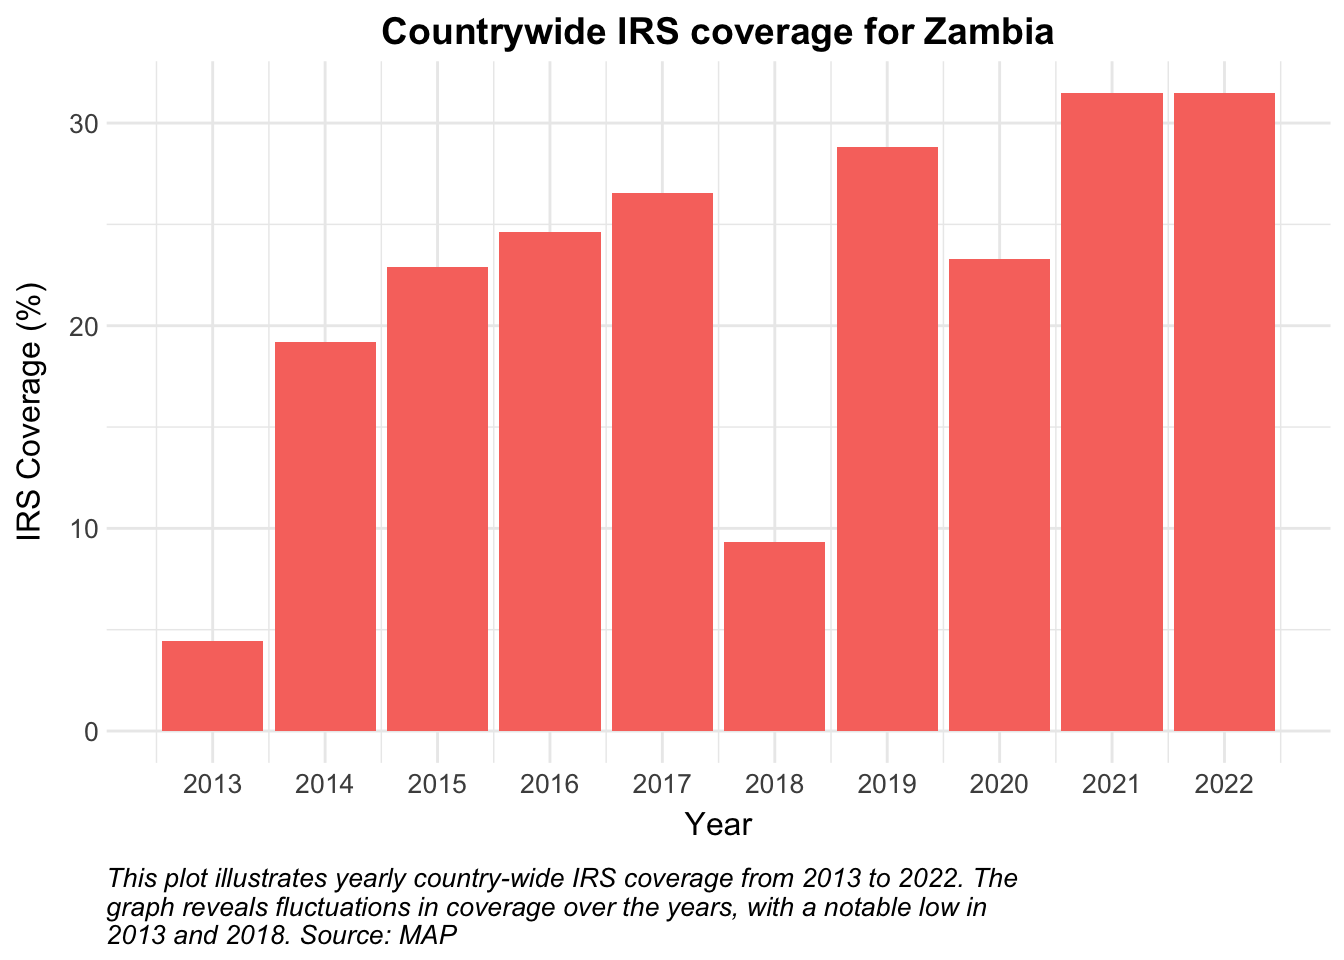 Countrywide IRS coverage for Zambia
IRS Coverage (%)
30
20
10
0
2013 2014 2015 2016 2017 2018 2019 2020 2021 2022
Year
This plot illustrates yearly country-wide IRS coverage from 2013 to 2022. The
graph reveals fluctuations in coverage over the years, with a notable low in
2013 and 2018. Source: MAP